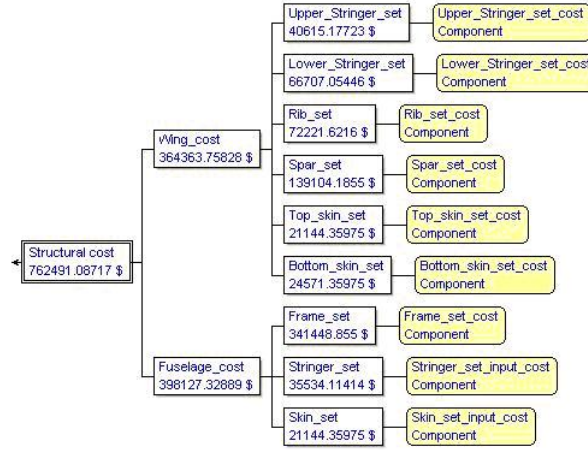 Structural cost
762491.08717 $
Wing_cost
364363.75828 $
Upper_Stringer_set
40615.17723 $
Upper_Stringer_set_cost
Component
Lower_Stringer_set
66707.05446 $
Lower_Stringer_set_cost
Component
Rib_set
72221.6216 $
Rib_set_cost
Component
Spar_set
139104.1855 $
Spar_set_cost
Component
Top_skin_set
21144.35975 $
Top_skin_set_cost
Component
Bottom_skin_set
24571.35975 $
Bottom_skin_set_cost
Component
Fuselage_cost
398127.32889 $
Frame_set
341448.855 $
Frame_set_cost
Component
Stringer_set
35534.11414 $
Stringer_set_input_cost
Component
Skin_set
21144.35975 $
Skin_set_input_cost
Component